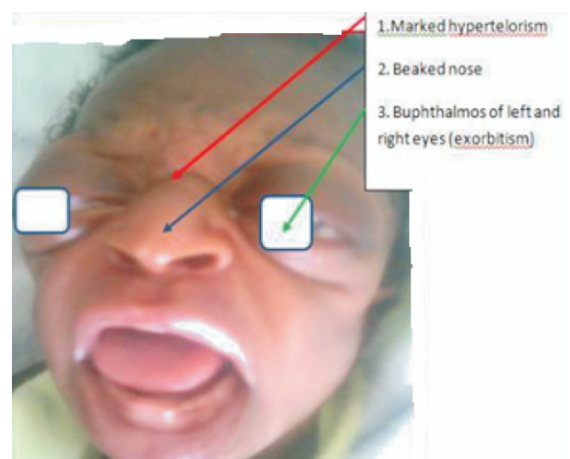 1.Marked hypertelorism
2. Beaked nose
3. Buphthalmos of left and
right eyes (exorbitism)